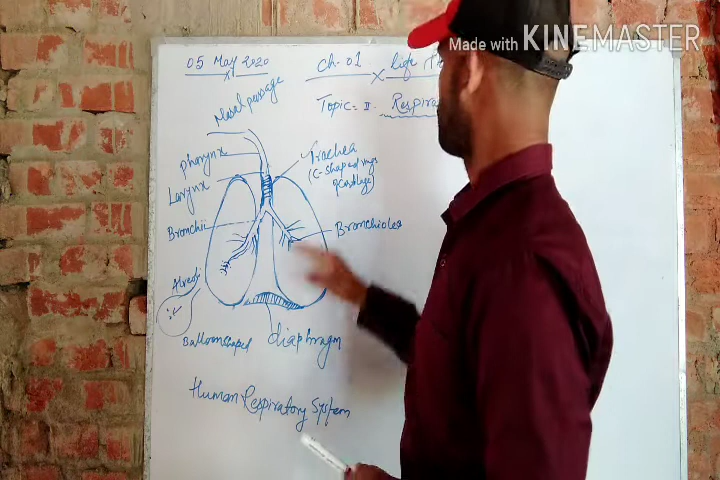 Made with KINEMASTER
05 May 2020
Ch-01 life
Topic = II. Respira
Nasal passage
pharynx
Trachea
(C-shaped rings
of cartilage)
Larynx
Bronchii
Bronchioles
Alveoli
Balloon shaped
diaphragm
Human Respiratory System